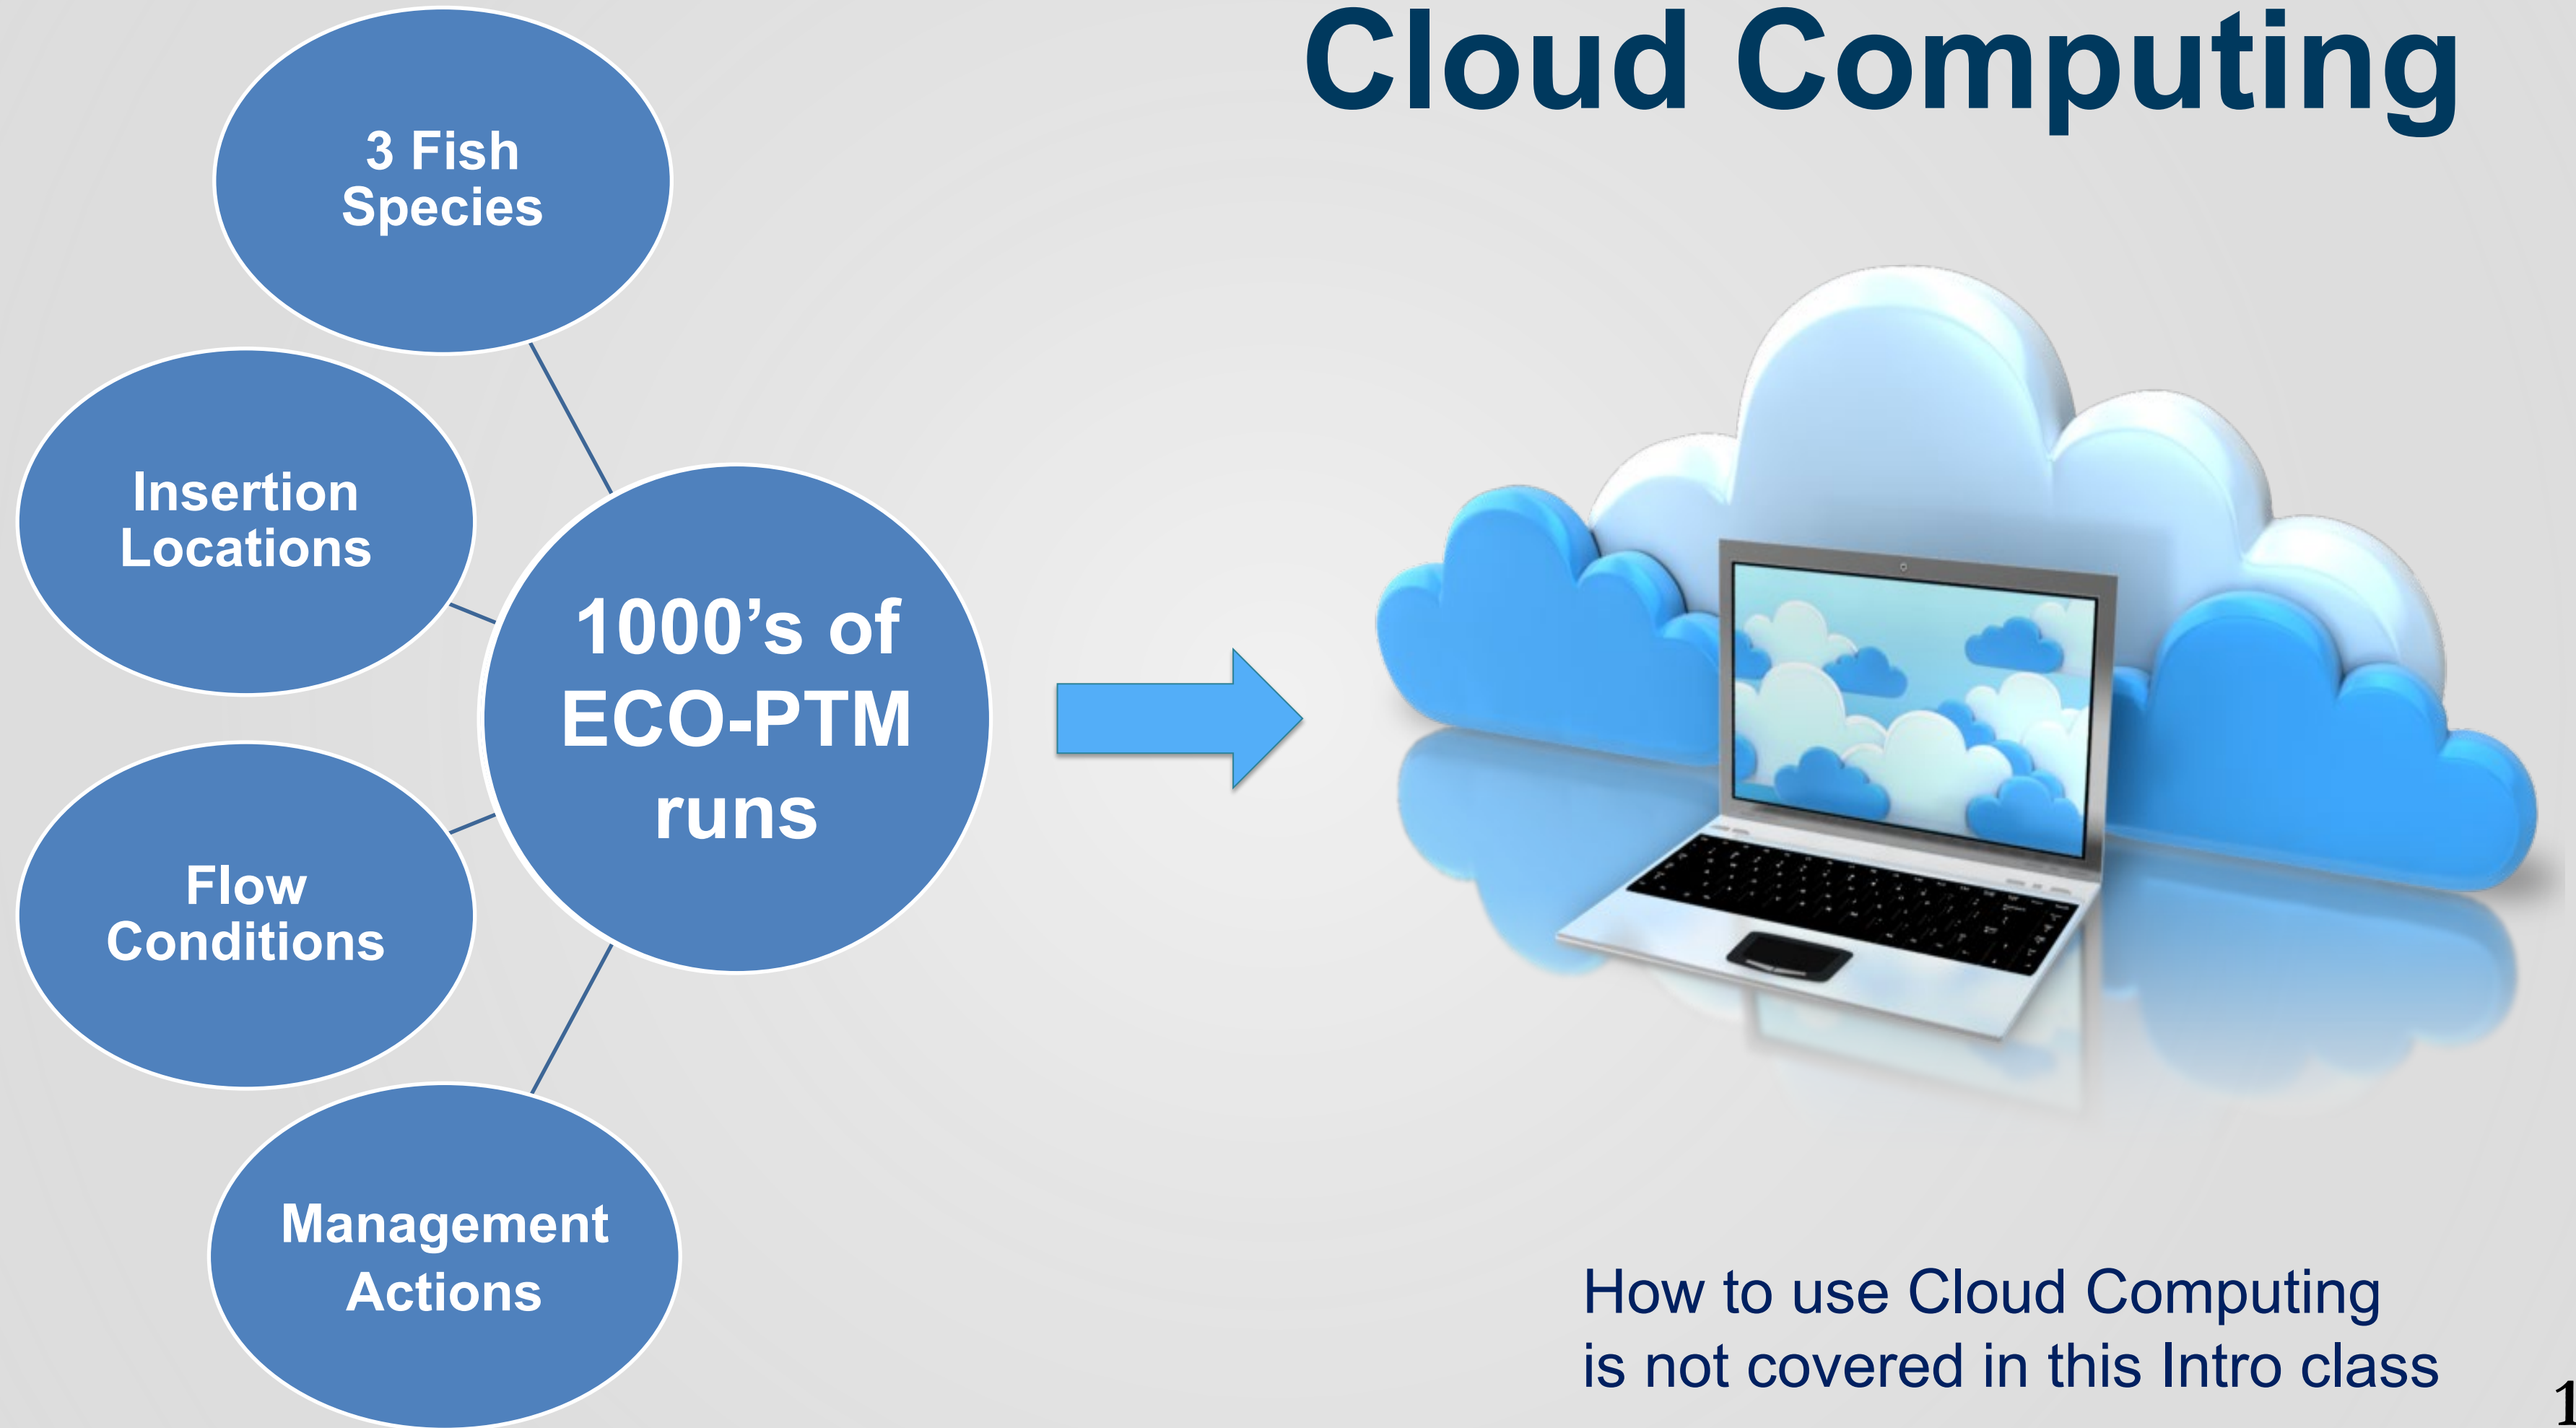 Cloud Computing
3 Fish
Species
Insertion
Locations
Flow
Conditions
Management
Actions
1000’s of
ECO-PTM
runs
How to use Cloud Computing
is not covered in this Intro class